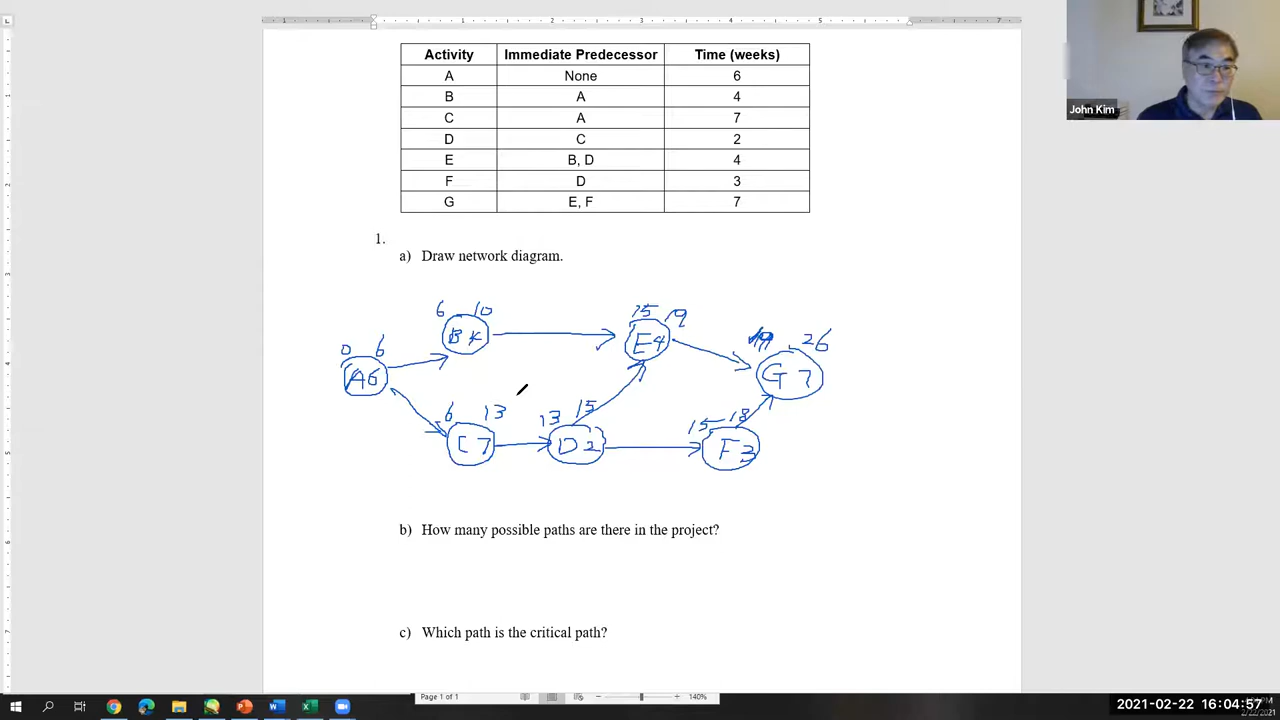 Activity Immediate Predecessor Time (weeks)
A None 6
B A 4
C A 7
D C 2
E B, D 4
F D 3
G E, F 7
John Kim
1.
a) Draw network diagram.
6 10
15 19
0 6
26
B 4
E 4
A6
G 7
6 13
13 15
15 18
C 7
D 2
F 3
b) How many possible paths are there in the project?
c) Which path is the critical path?
Page 1 of 1
140%
2021-02-22 16:04:57